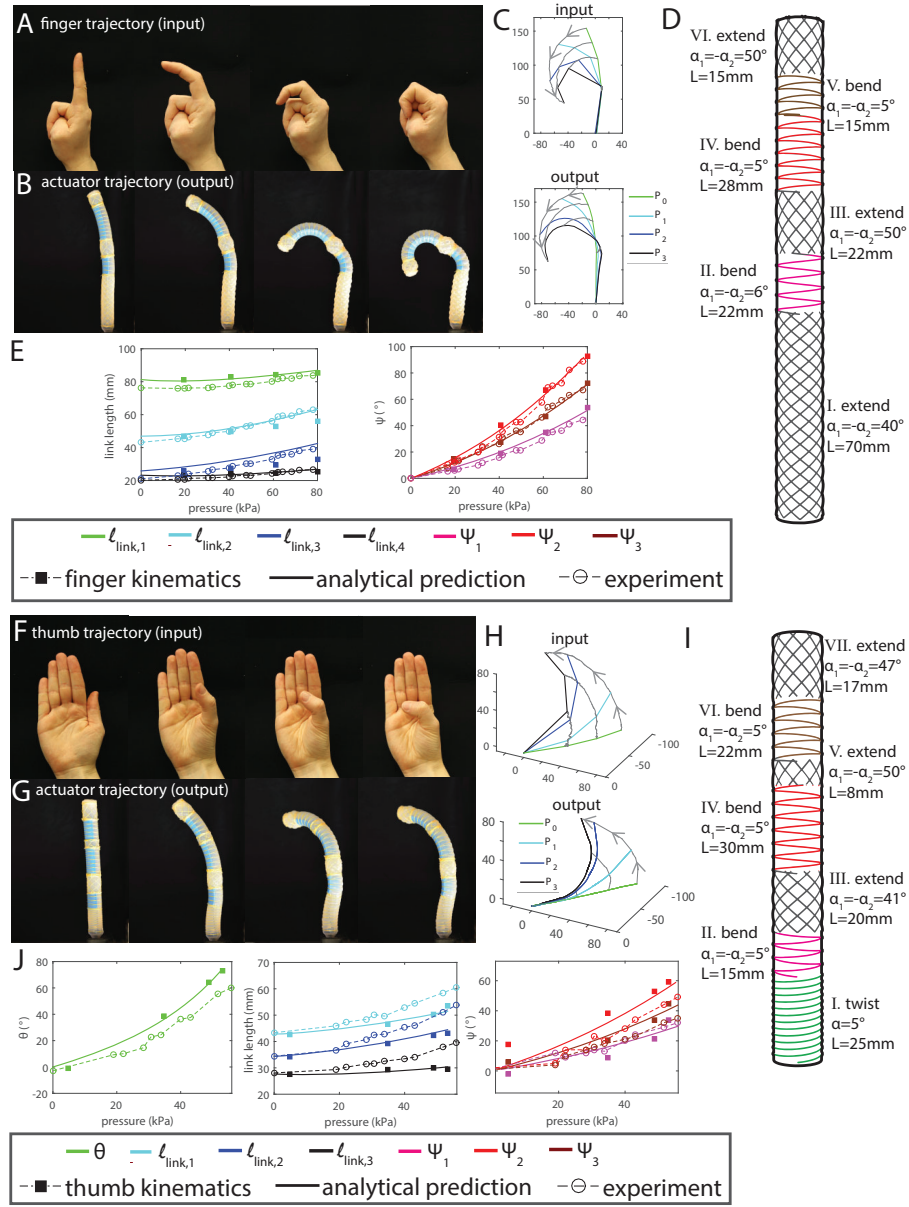 A finger trajectory (input)
B actuator trajectory (output)
C
input
150
100
50
0
-80
-40
0
40
output
150
100
50
0
-80
-40
0
40
P0
P1
P2
P3
D
VI. extend
α1=-α2=50°
L=15mm
V. bend
α1=-α2=5°
L=15mm
IV. bend
α1=-α2=5°
L=28mm
III. extend
α1=-α2=50°
L=22mm
II. bend
α1=-α2=6°
L=22mm
I. extend
α1=-α2=40°
L=70mm
E
link length (mm)
100
80
60
40
20
0
20
40
60
80
pressure (kPa)
ψ (°)
100
80
60
40
20
0
0
20
40
60
80
pressure (kPa)
ℓlink,1
ℓlink,2
ℓlink,3
ℓlink,4
Ψ1
Ψ2
Ψ3
finger kinematics
analytical prediction
experiment
F thumb trajectory (input)
G actuator trajectory (output)
H
input
80
40
0
0
40
80
0
-50
-100
output
80
40
0
0
40
80
0
-50
-100
P0
P1
P2
P3
I
VII. extend
α1=-α2=47°
L=17mm
VI. bend
α1=-α2=5°
L=22mm
V. extend
α1=-α2=50°
L=8mm
IV. bend
α1=-α2=5°
L=30mm
III. extend
α1=-α2=41°
L=20mm
II. bend
α1=-α2=5°
L=15mm
I. twist
α=5°
L=25mm
J
θ (°)
80
60
40
20
0
-20
0
20
40
pressure (kPa)
link length (mm)
70
60
50
40
30
20
0
20
40
pressure (kPa)
ψ (°)
60
40
20
0
20
40
pressure (kPa)
θ
ℓlink,1
ℓlink,2
ℓlink,3
Ψ1
Ψ2
Ψ3
thumb kinematics
analytical prediction
experiment